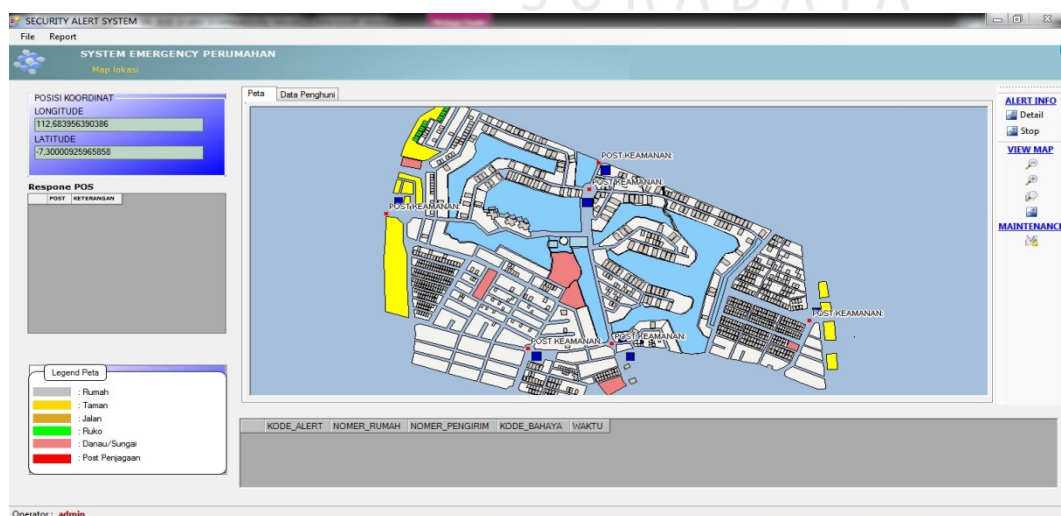 SURABAYA
SECURITY ALERT SYSTEM
File Report
SYSTEM EMERGENCY PERUMAHAN
Map lokasi
POSISI KOORDINAT
LONGITUDE
112,683956390386
LATITUDE
-7,30000925965858
Respone POS
POST KETERANGAN
Legend Peta
: Rumah
: Taman
: Jalan
: Ruko
: Danau/Sungai
: Post Penjagaan
Peta Data Penghuni
POST KEAMANAN:
POST KEAMANAN:
POST KEAMANAN:
POST KEAMANAN:
POST KEAMANAN:
POST KEAMANAN:
KODE_ALERT NOMER_RUMAH NOMER_PENGIRIM KODE_BAHAYA WAKTU
ALERT INFO
Detail
Stop
VIEW MAP
MAINTENANCE
Operator : admin